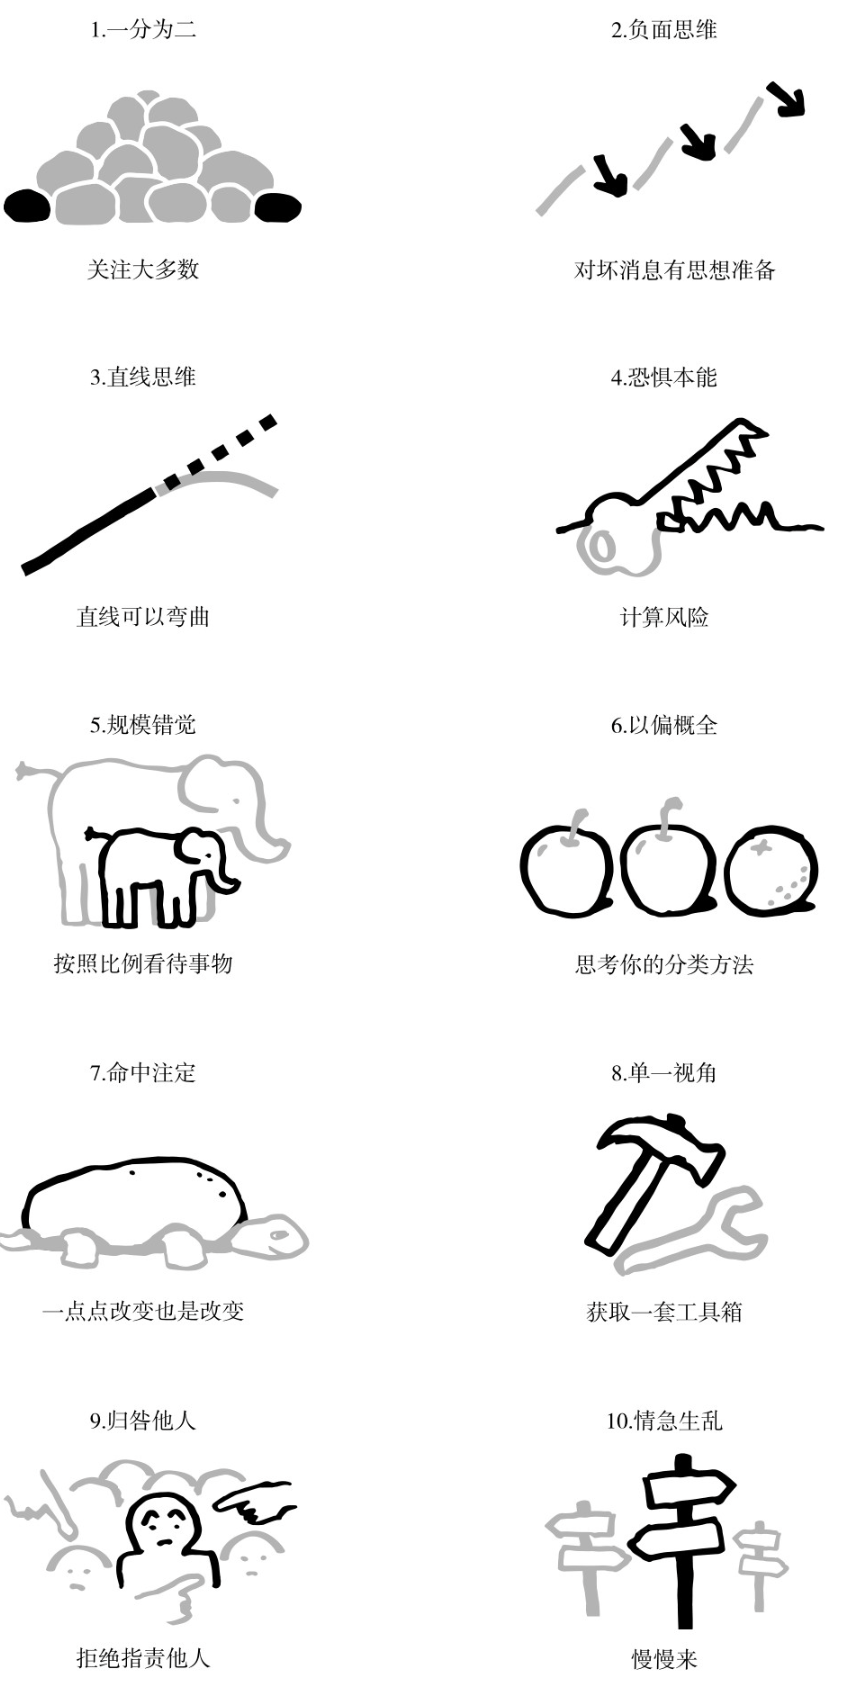 1.一分为二
2.负面思维
关注大多数
对坏消息有思想准备
3.直线思维
4.恐惧本能
直线可以弯曲
计算风险
5.规模错觉
6.以偏概全
按照比例看待事物
思考你的分类方法
7.命中注定
8.单一视角
一点点改变也是改变
获取一套工具箱
9.归咎他人
10.情急生乱
拒绝指责他人
慢慢来